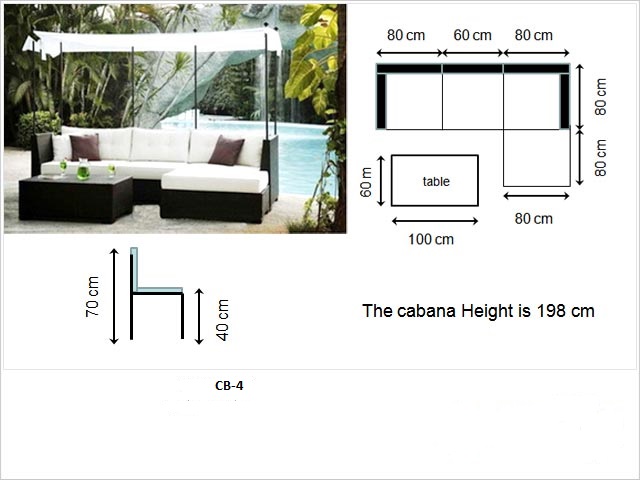 80 cm 60 cm 80 cm
80 cm
80 cm
60 m
table
80 cm
100 cm
70 cm
40 cm
The cabana Height is 198 cm
CB-4